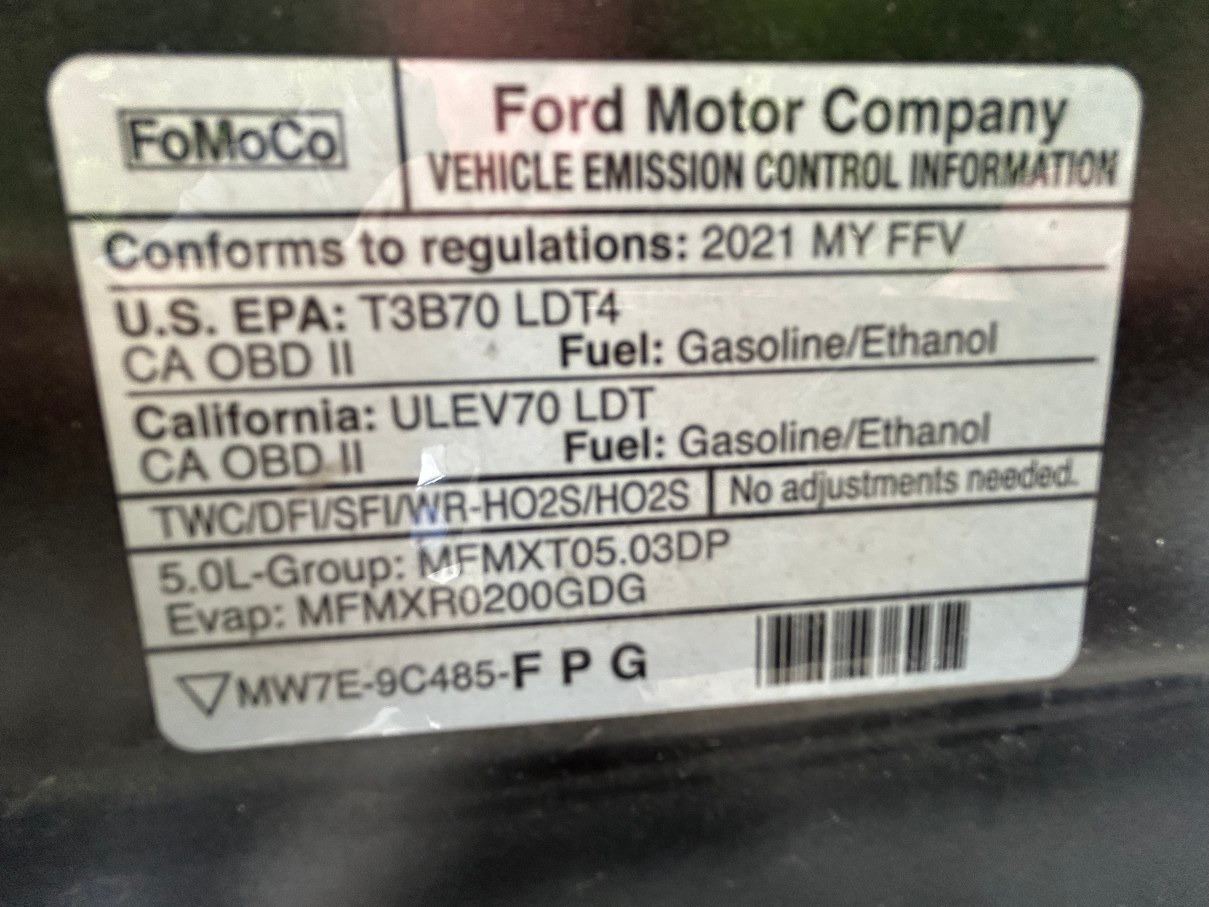 FoMoCo
Ford Motor Company
VEHICLE EMISSION CONTROL INFORMATION
Conforms to regulations: 2021 MY FFV
U.S. EPA: T3B70 LDT4
CA OBD II Fuel: Gasoline/Ethanol
California: ULEV70 LDT
CA OBD II Fuel: Gasoline/Ethanol
TWC/DFI/SFI/WR-HO2S/HO2S No adjustments needed.
5.0L-Group: MFMXT05.03DP
Evap: MFMXR0200GDG
MW7E-9C485-F P G